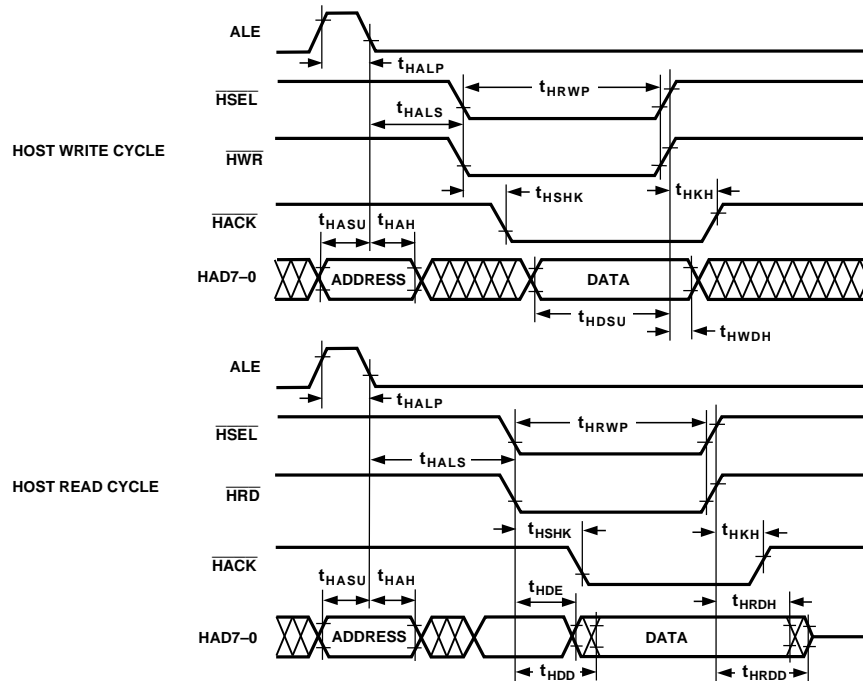 ALE
tHALP
HSEL
tHRWP
tHALS
HOST WRITE CYCLE
HWR
tHSHK
tHKH
HACK
tHASU
tHAH
HAD7–0
ADDRESS
DATA
tHDSU
tHWDH
ALE
tHALP
HSEL
tHRWP
tHALS
HOST READ CYCLE
HRD
tHSHK
tHKH
HACK
tHASU
tHAH
tHDE
tHRDH
HAD7–0
ADDRESS
DATA
tHDD
tHRDD